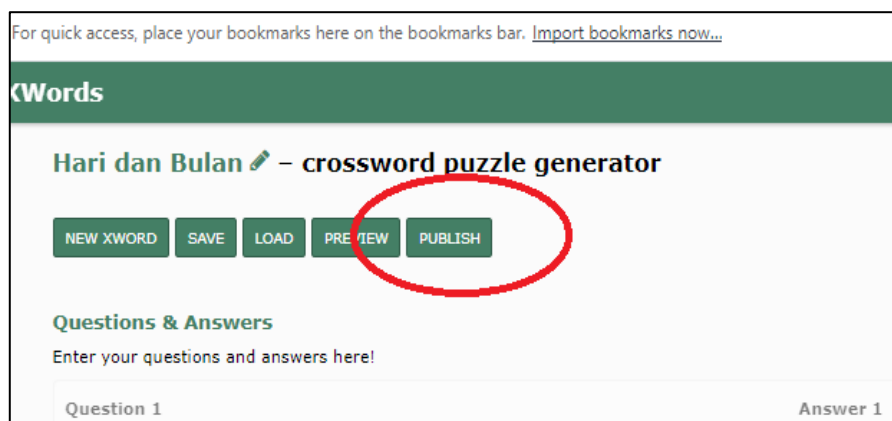 For quick access, place your bookmarks here on the bookmarks bar. Import bookmarks now...
XWords
Hari dan Bulan – crossword puzzle generator
NEW XWORD SAVE LOAD PREVIEW PUBLISH
Questions & Answers
Enter your questions and answers here!
Question 1 Answer 1